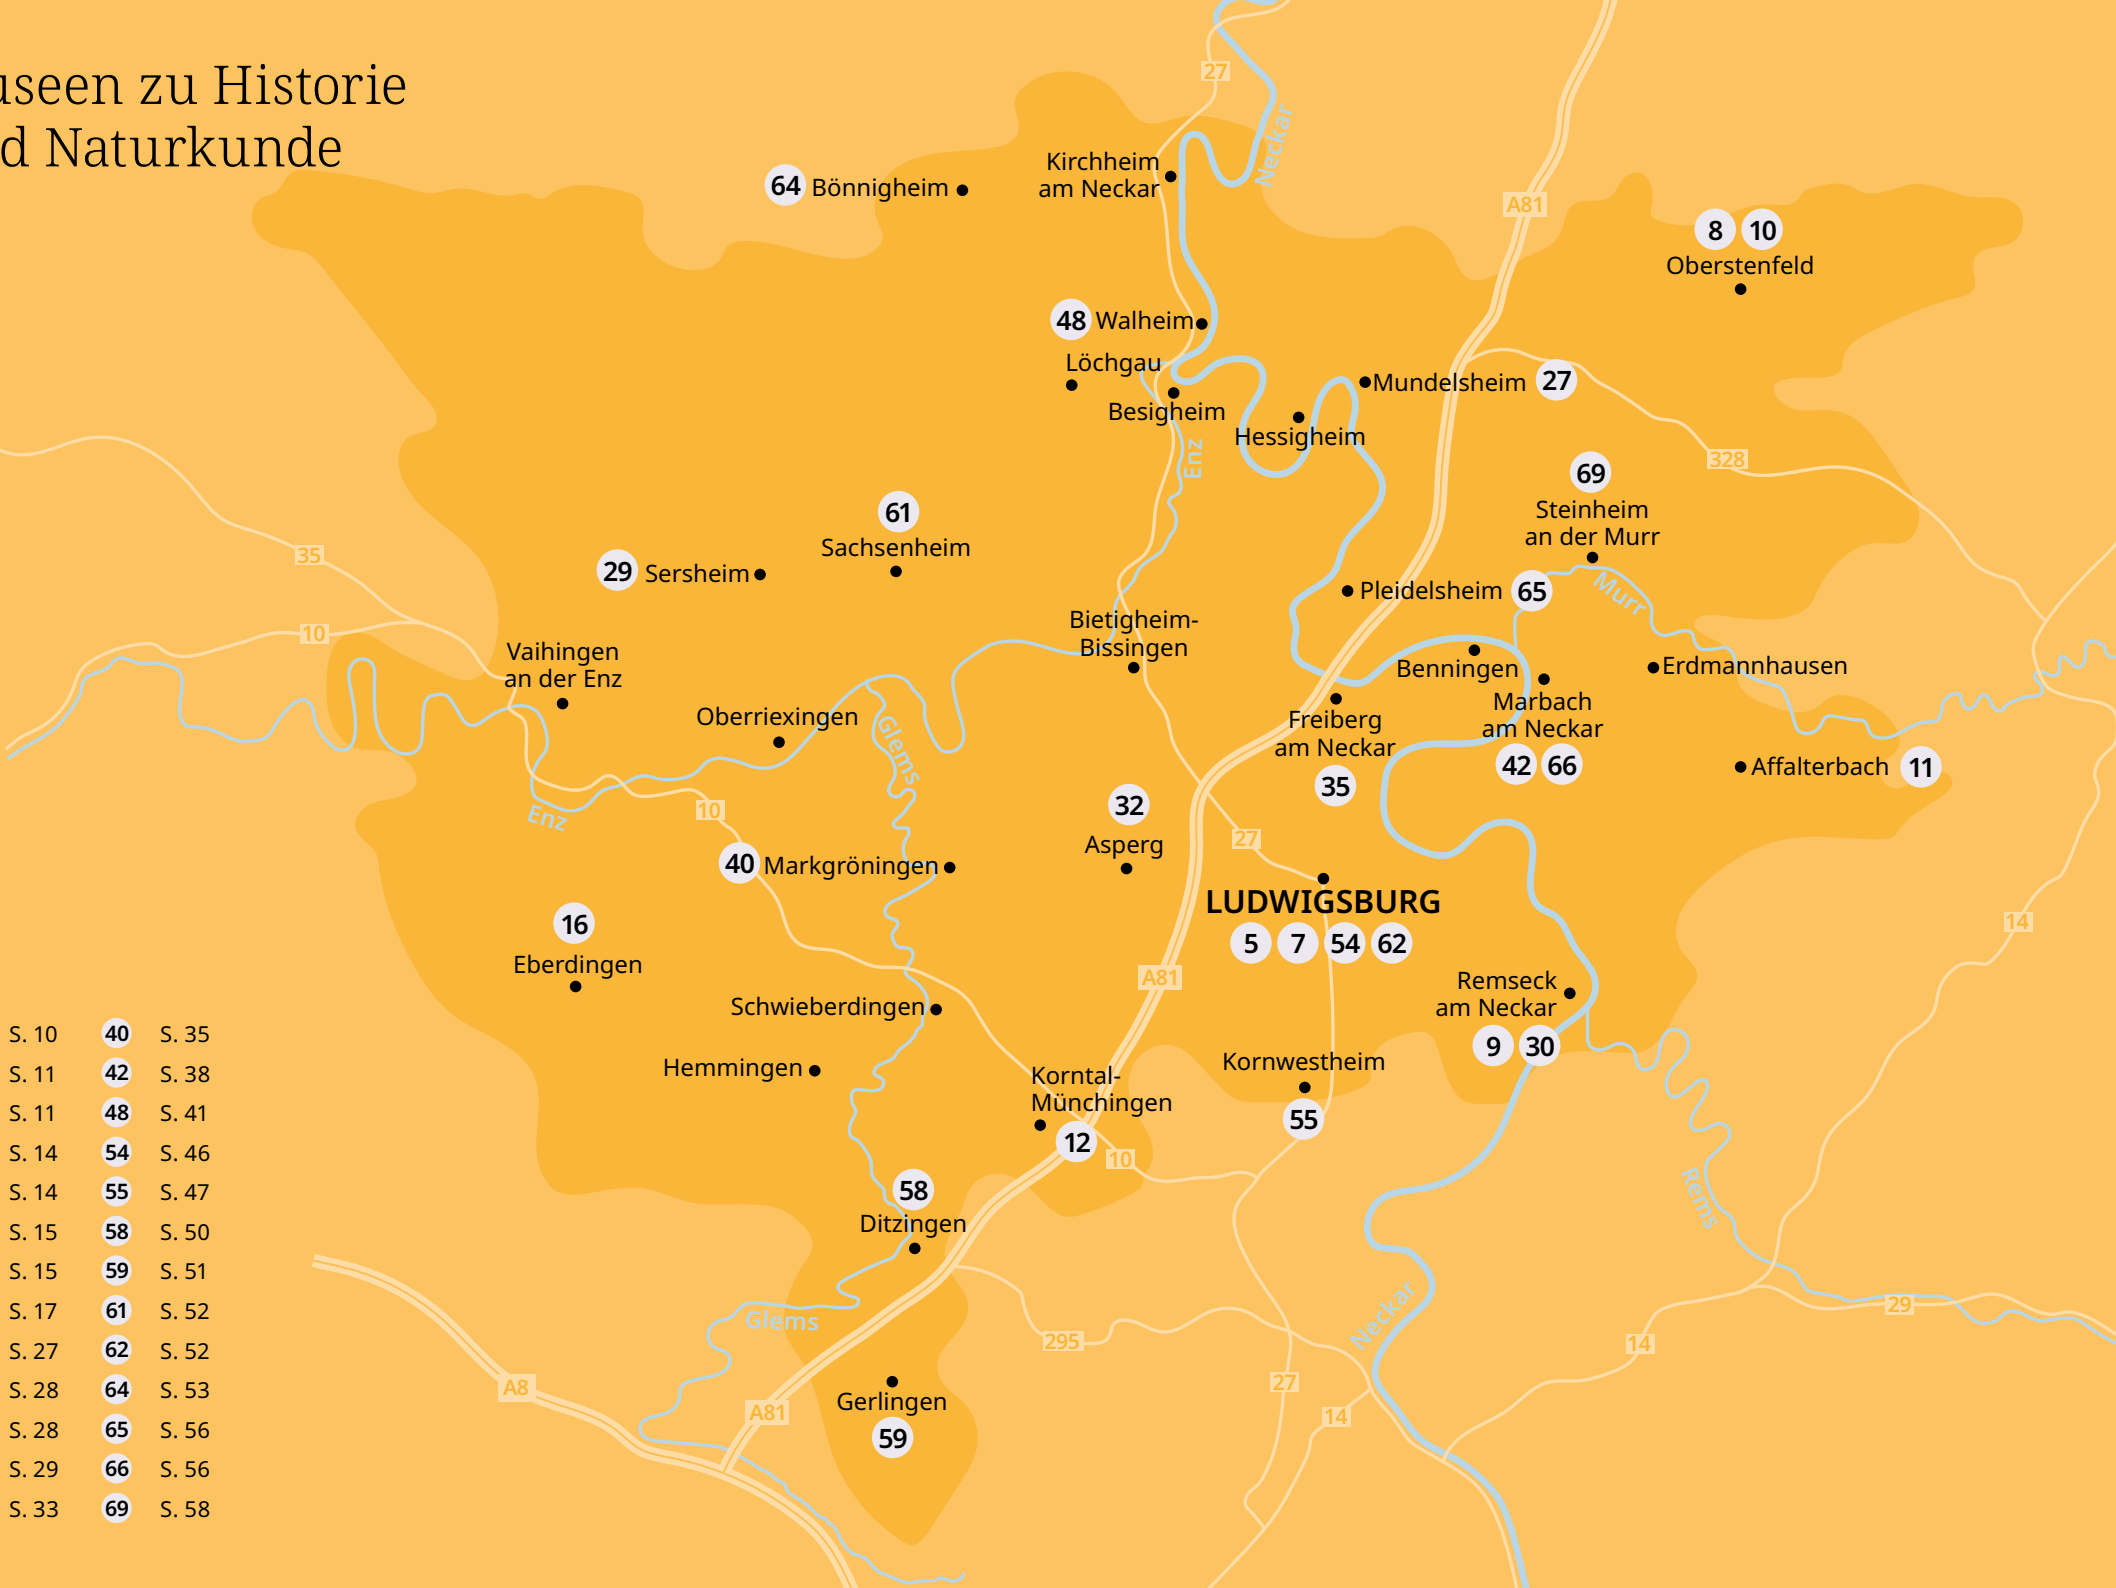 useen zu Historie
d Naturkunde
27
Neckar
Kirchheim
am Neckar
64 Bönnigheim
A81
8 10
Oberstenfeld
48 Walheim
Löchgau
Besigheim
Mundelsheim 27
Hessigheim
Enz
328
69
Steinheim
an der Murr
61
Sachsenheim
35
29 Sersheim
Pleidelsheim 65
Murr
10
Bietigheim-
Bissingen
Vaihingen
an der Enz
Benningen
Erdmannhausen
Oberriexingen
Glems
Freiberg
am Neckar
35
Marbach
am Neckar
42 66
Affalterbach 11
Enz
10
32
Asperg
27
40 Markgröningen
LUDWIGSBURG
5 7 54 62
16
Eberdingen
14
A81
Remseck
am Neckar
9 30
Schwieberdingen
Hemmingen
Korntal-
Münchingen
12
Kornwestheim
55
10
Rems
58
Ditzingen
Glems
Neckar
29
295
14
A8
27
A81
14
Gerlingen
59
S. 10 40 S. 35
S. 11 42 S. 38
S. 11 48 S. 41
S. 14 54 S. 46
S. 14 55 S. 47
S. 15 58 S. 50
S. 15 59 S. 51
S. 17 61 S. 52
S. 27 62 S. 52
S. 28 64 S. 53
S. 28 65 S. 56
S. 29 66 S. 56
S. 33 69 S. 58